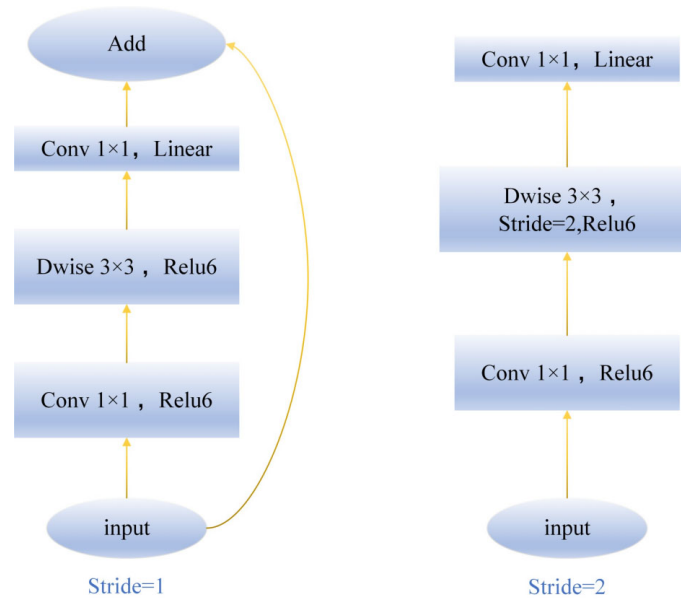 Add
Conv 1×1，Linear
Dwise 3×3，Relu6
Conv 1×1，Relu6
input
Stride=1
Conv 1×1，Linear
Dwise 3×3，
Stride=2,Relu6
Conv 1×1，Relu6
input
Stride=2